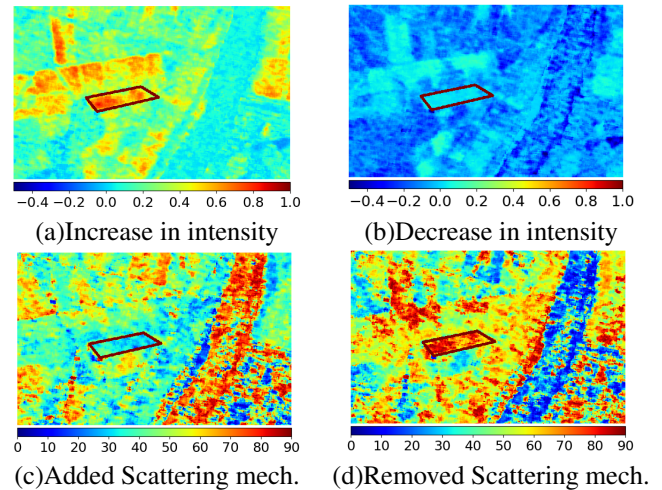 −0.4 −0.2 0.0 0.2 0.4 0.6 0.8 1.0
−0.4 −0.2 0.0 0.2 0.4 0.6 0.8 1.0
(a)Increase in intensity
(b)Decrease in intensity
0 10 20 30 40 50 60 70 80 90
0 10 20 30 40 50 60 70 80 90
(c)Added Scattering mech.
(d)Removed Scattering mech.